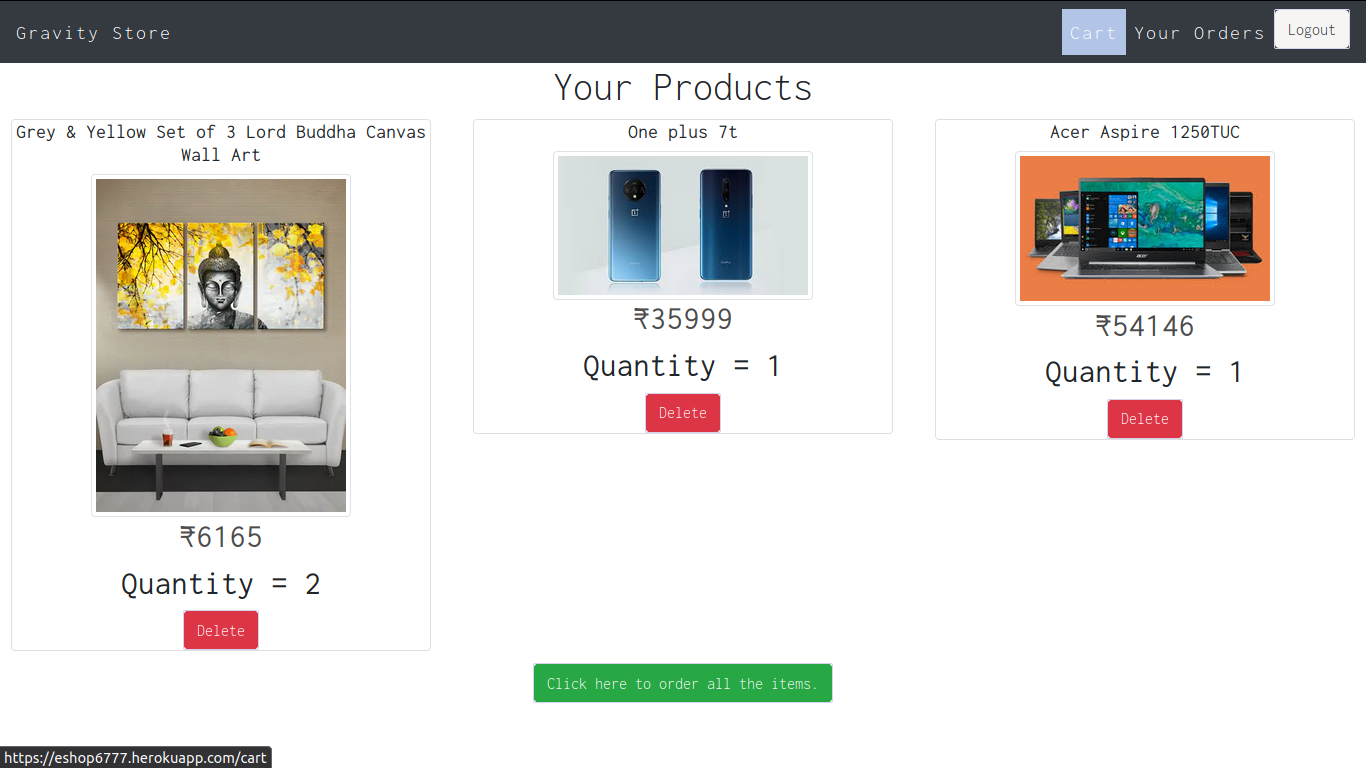 Gravity Store
Cart Your Orders Logout
Your Products
Grey & Yellow Set of 3 Lord Buddha Canvas
Wall Art
₹6165
Quantity = 2
Delete
One plus 7t
₹35999
Quantity = 1
Delete
Acer Aspire 1250TUC
acer
₹54146
Quantity = 1
Delete
Click here to order all the items.
https://eshop6777.herokuapp.com/cart